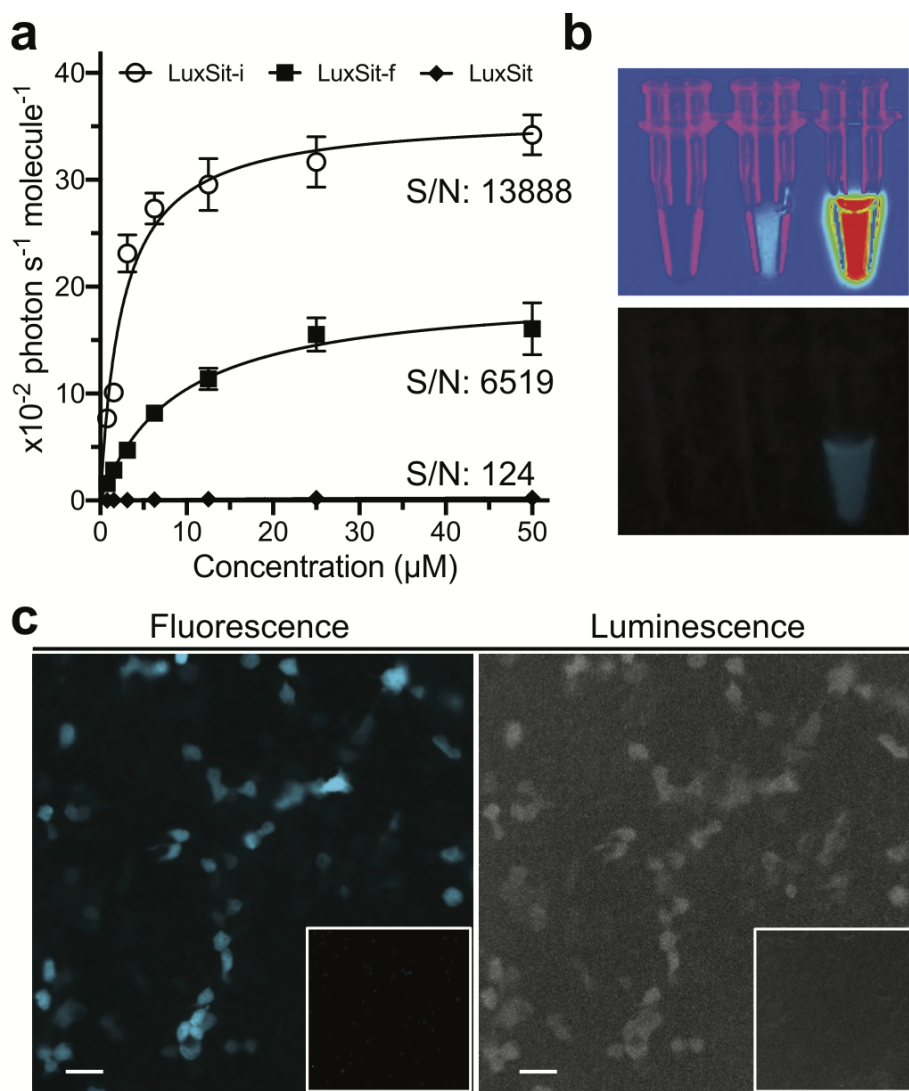 a
b
40
LuxSit-i
LuxSit-f
LuxSit
30
S/N: 13888
20
x10⁻² photon s⁻¹ molecule⁻¹
10
S/N: 6519
S/N: 124
0
0
10
20
30
40
50
Concentration (µM)
c
Fluorescence
Luminescence